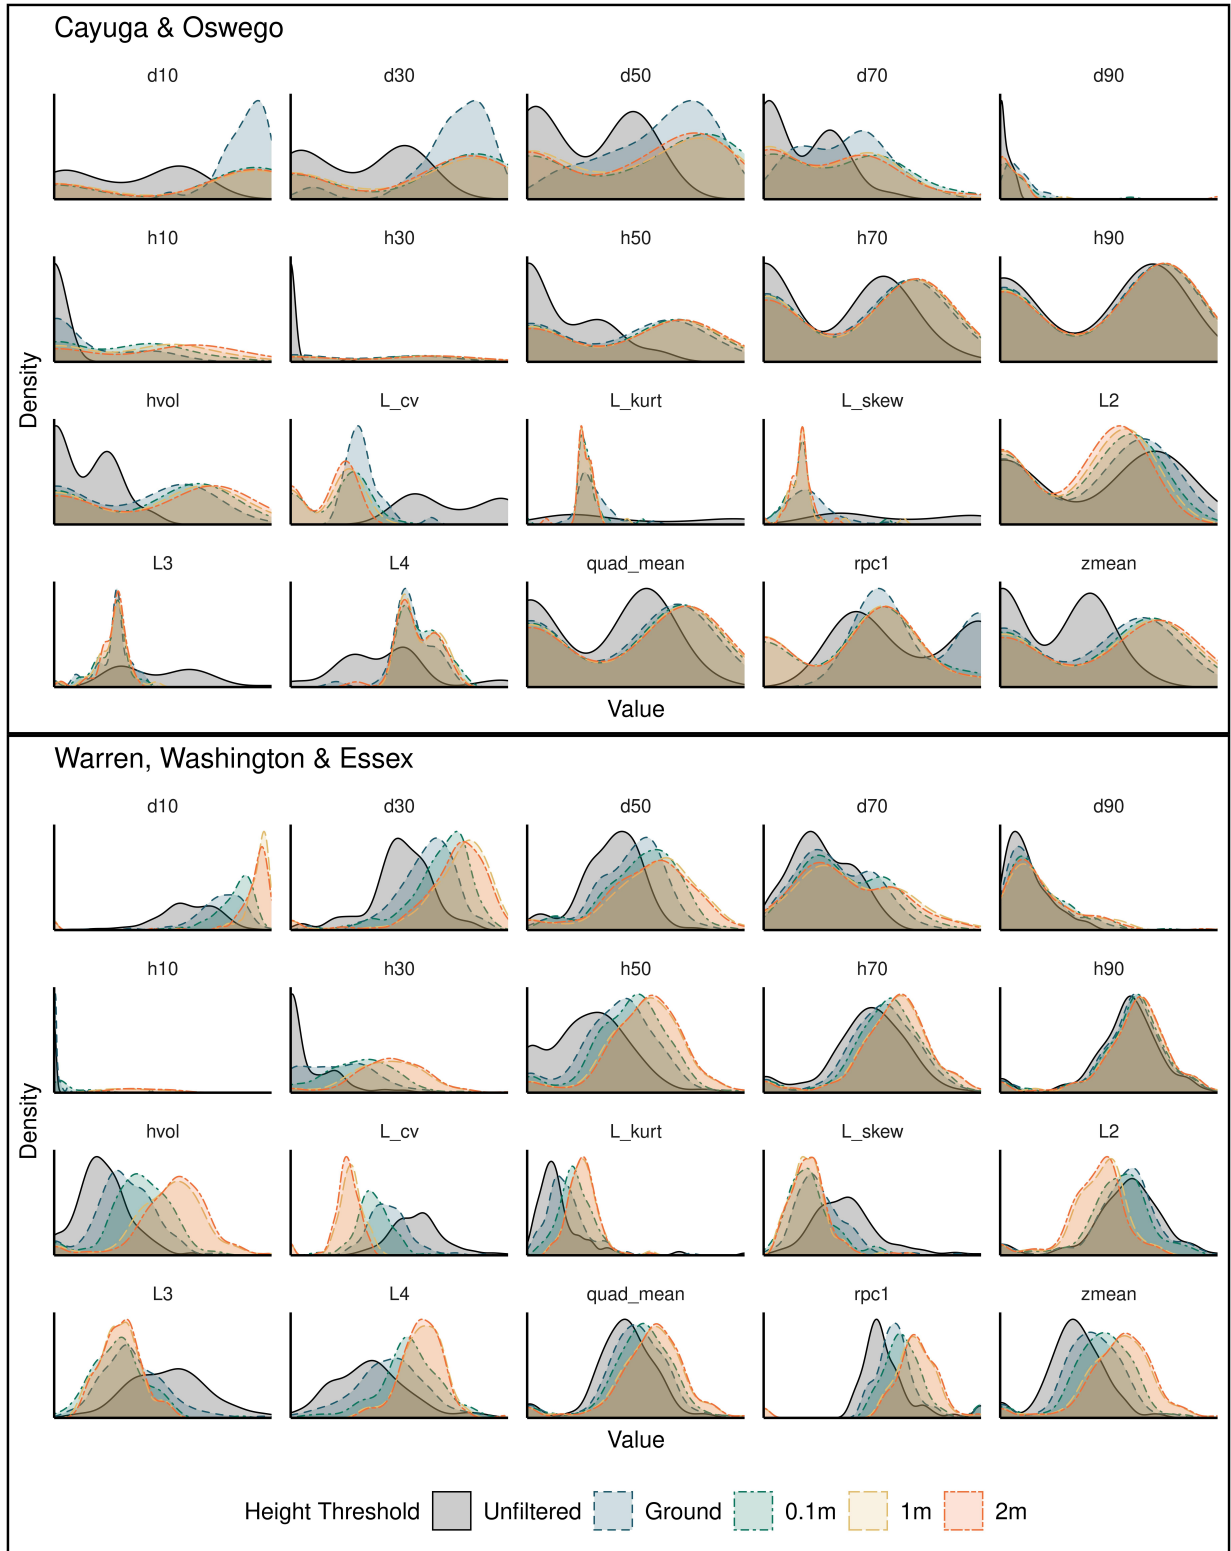 Cayuga & Oswego
d10 d30 d50 d70 d90
h10 h30 h50 h70 h90
hvol L_cv L_kurt L_skew L2
L3 L4 quad_mean rpc1 zmean
Density
Value
Warren, Washington & Essex
d10 d30 d50 d70 d90
h10 h30 h50 h70 h90
hvol L_cv L_kurt L_skew L2
L3 L4 quad_mean rpc1 zmean
Density
Value
Height Threshold Unfiltered Ground 0.1m 1m 2m